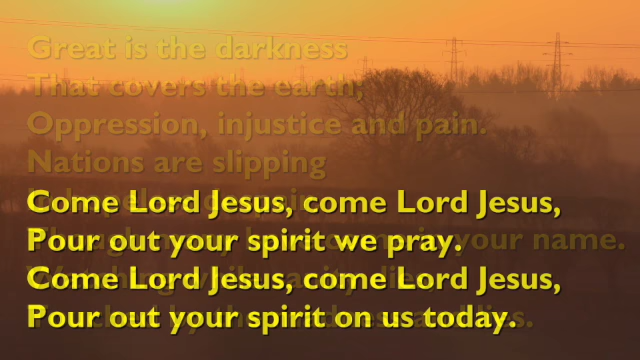 Great is the darkness
That covers the earth,
Oppression, injustice and pain.
Nations are slipping
Come Lord Jesus, come Lord Jesus,
Pour out your spirit we pray.
your name.
Come Lord Jesus, come Lord Jesus,
Pour out your spirit on us today.